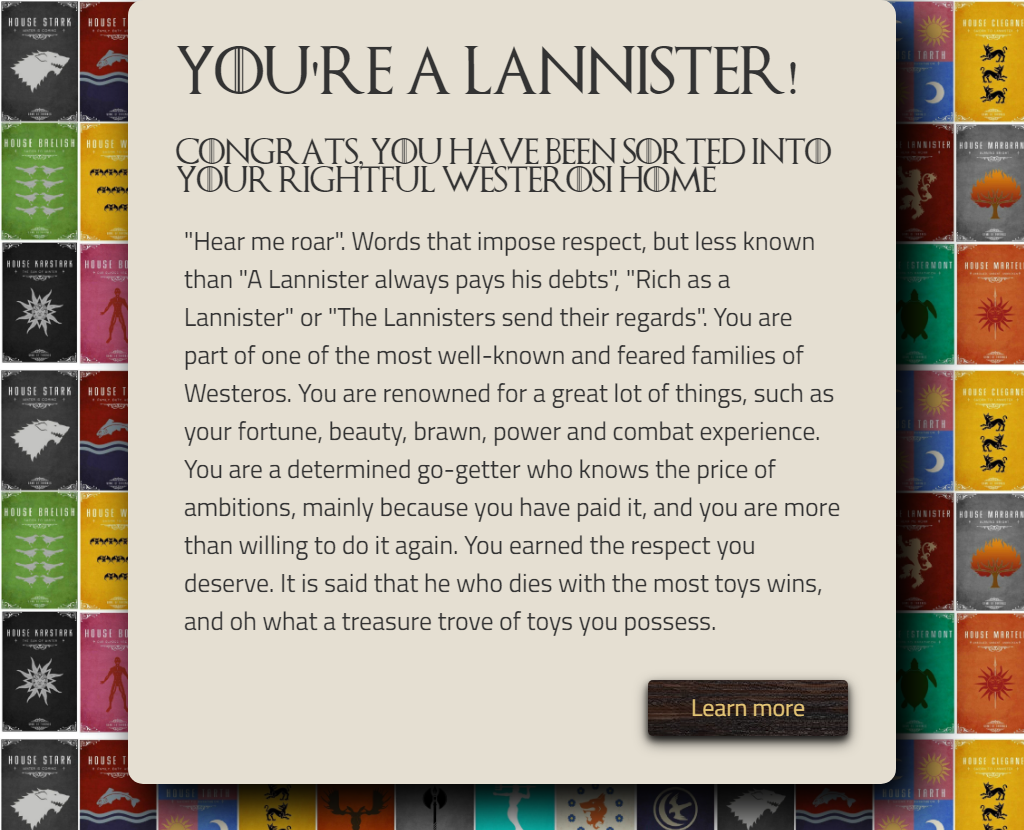 YOU'RE A LANNISTER!
CONGRATS, YOU HAVE BEEN SORTED INTO
YOUR RIGHTFUL WESTEROSI HOME
"Hear me roar". Words that impose respect, but less known
than "A Lannister always pays his debts", "Rich as a
Lannister" or "The Lannisters send their regards". You are
part of one of the most well-known and feared families of
Westeros. You are renowned for a great lot of things, such as
your fortune, beauty, brawn, power and combat experience.
You are a determined go-getter who knows the price of
ambitions, mainly because you have paid it, and you are more
than willing to do it again. You earned the respect you
deserve. It is said that he who dies with the most toys wins,
and oh what a treasure trove of toys you possess.
Learn more
HOUSE STARK
HOUSE
HOUSE TARTH
HOUSE CLEGANE
HOUSE BAELISH
HOUSE
LANNISTER
HOUSE MARBRAND
HOUSE KARSTARK
HOUSE
ESTERMONT
HOUSE MARTELL
HOUSE STARK
HOUSE
HOUSE TARTH
HOUSE CLEGANE
HOUSE BAELISH
HOUSE
LANNISTER
HOUSE MARBRAND
HOUSE KARSTARK
HOUSE
ESTERMONT
HOUSE MARTELL
HOUSE STARK
HOUSE
HOUSE TARTH
HOUSE CLEGANE